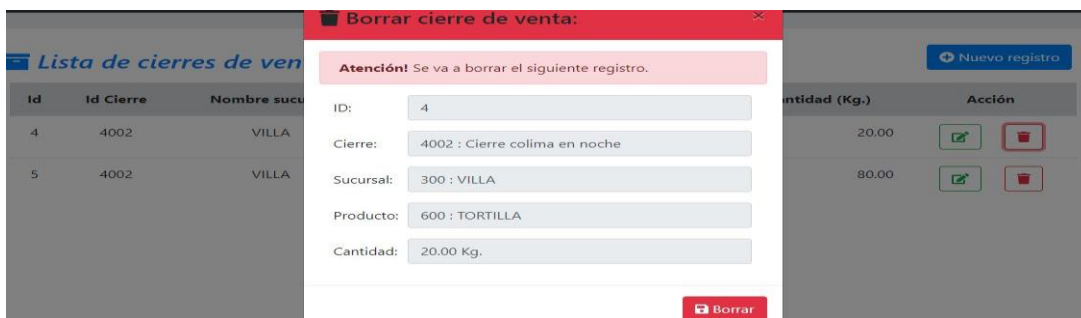 Borrar cierre de venta: ×
Lista de cierres de ven
Nuevo registro
Atención! Se va a borrar el siguiente registro.
Id Id Cierre Nombre sucu ntidad (Kg.) Acción
ID: 4
4 4002 VILLA 20.00
Cierre: 4002 : Cierre colima en noche
5 4002 VILLA 80.00
Sucursal: 300 : VILLA
Producto: 600 : TORTILLA
Cantidad: 20.00 Kg.
Borrar